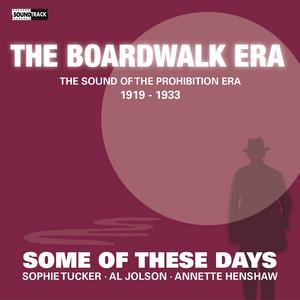 SOUNDTRACK
THE BOARDWALK ERA
THE SOUND OF THE PROHIBITION ERA
1919 - 1933
SOME OF THESE DAYS
SOPHIE TUCKER · AL JOLSON · ANNETTE HENSHAW